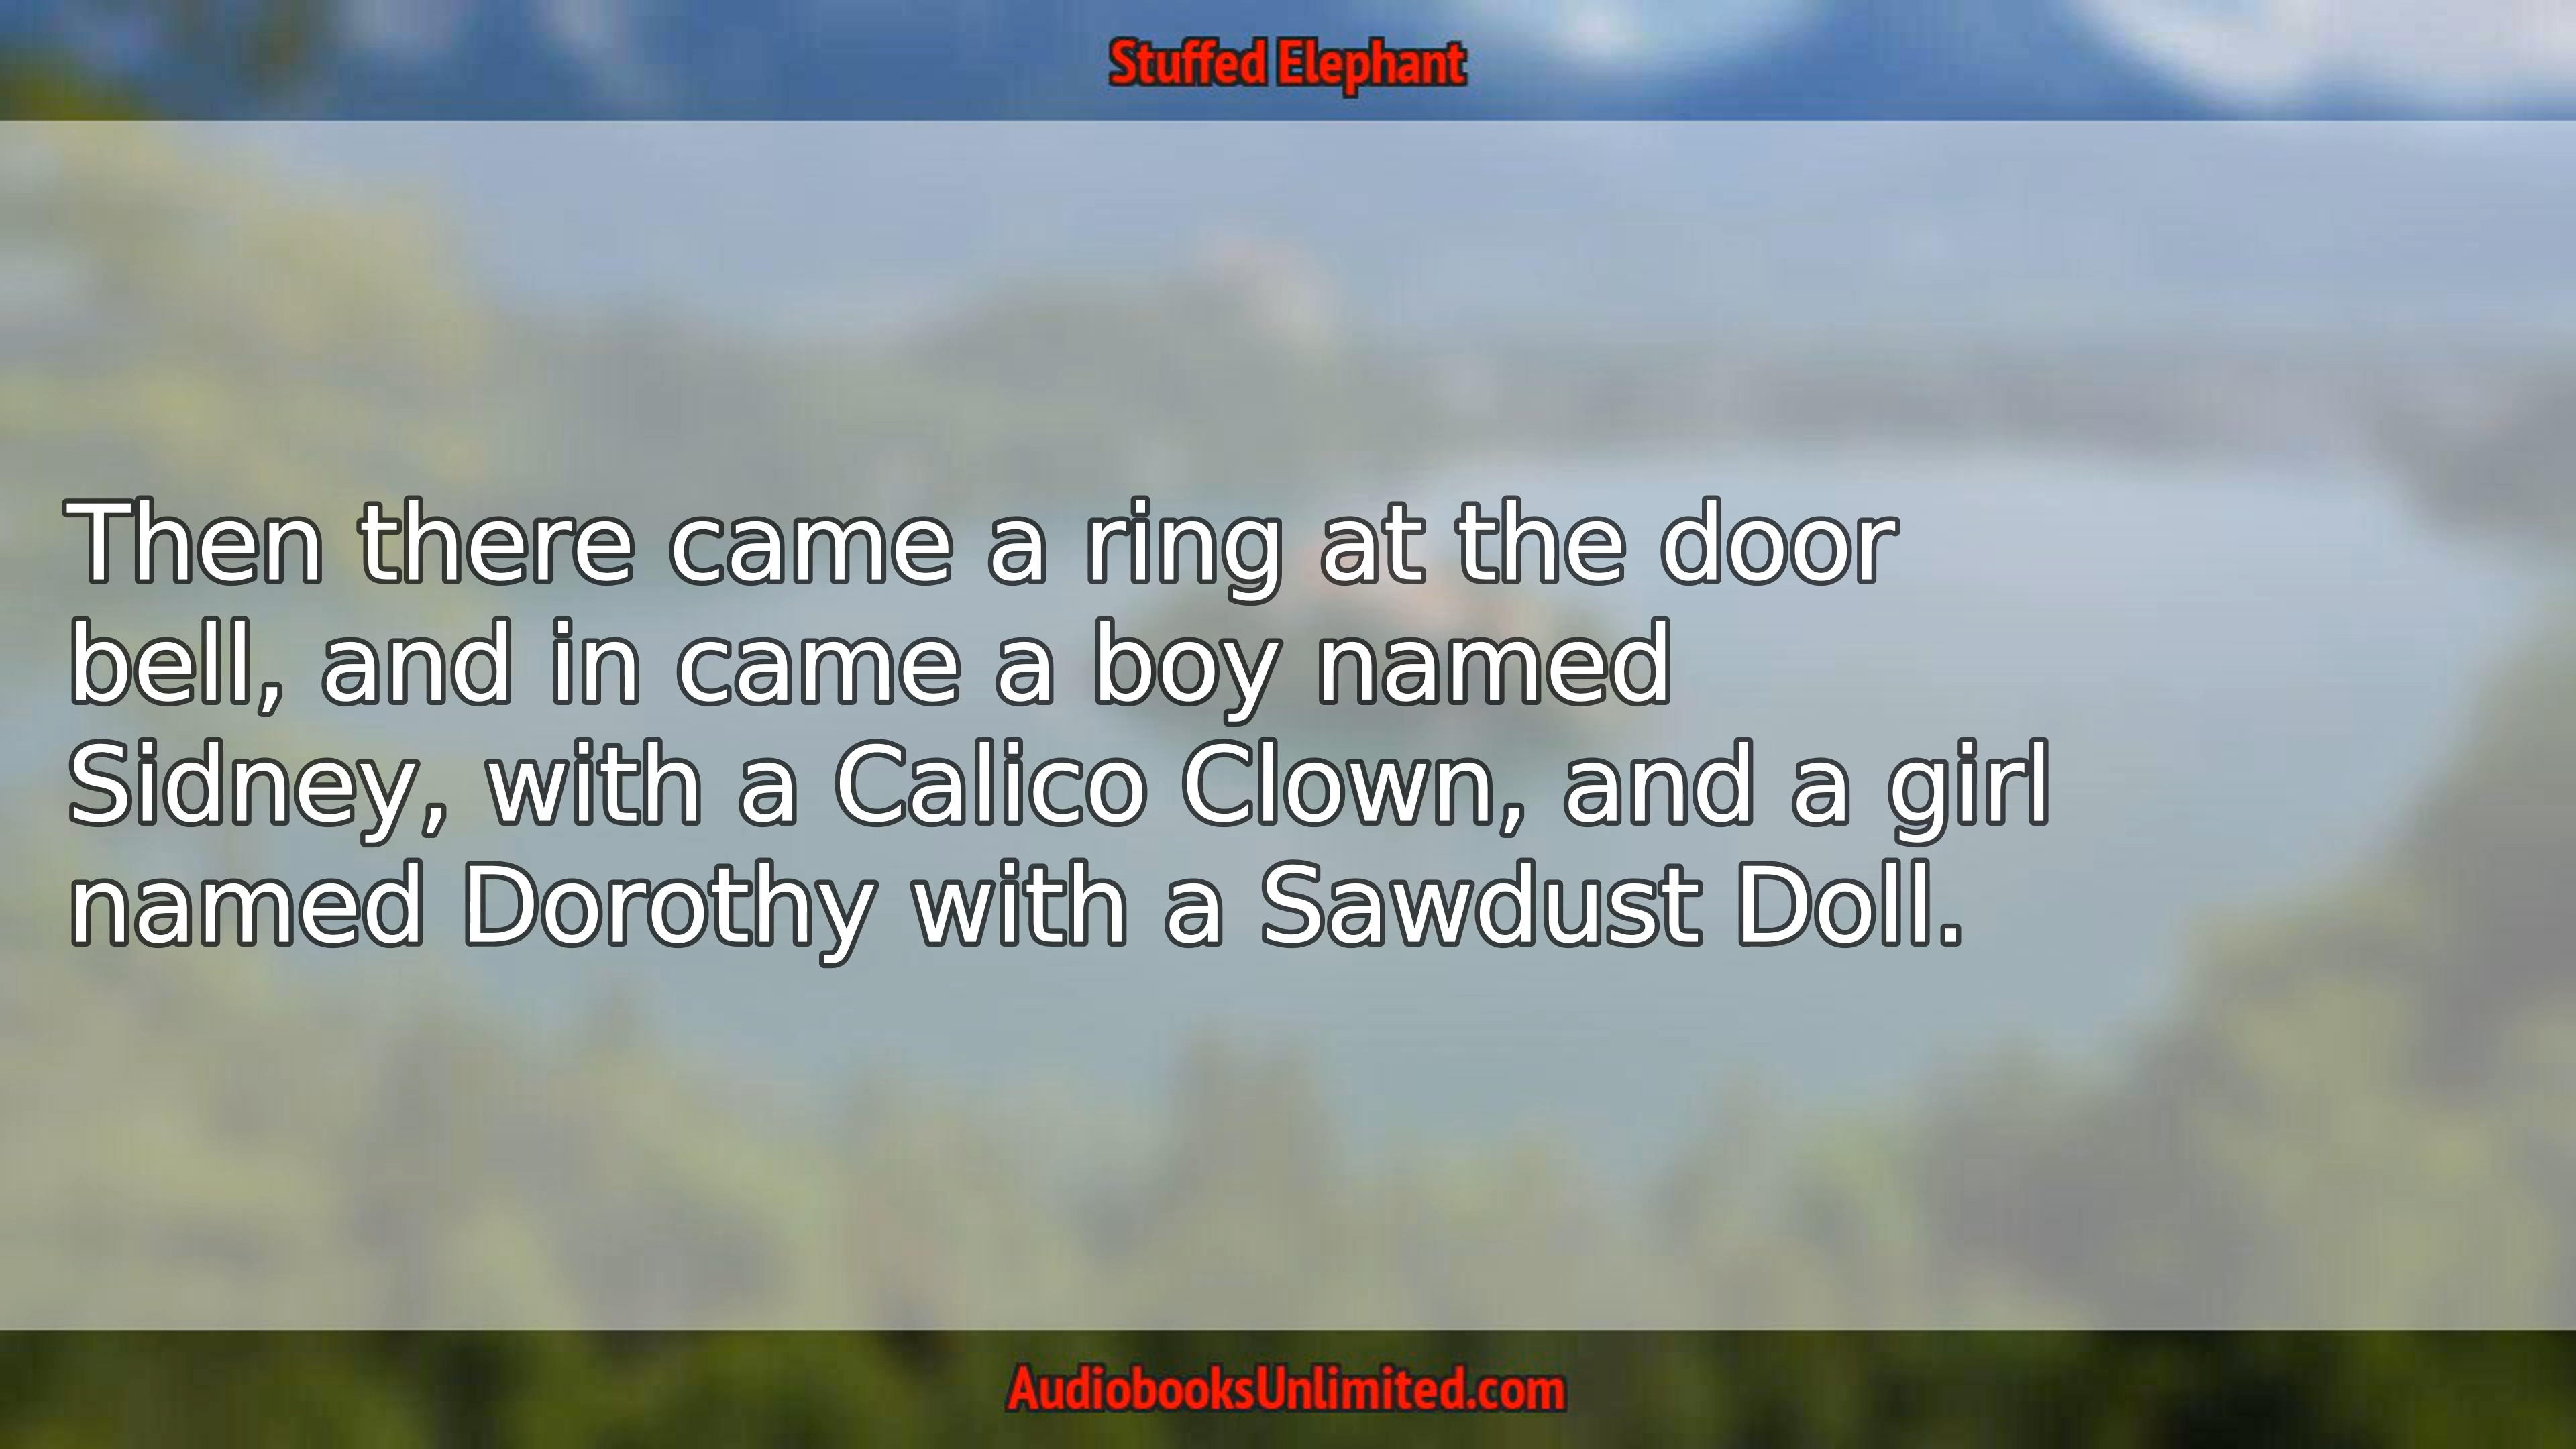 Stuffed Elephant
Then there came a ring at the door
bell, and in came a boy named
Sidney, with a Calico Clown, and a girl
named Dorothy with a Sawdust Doll.
AudiobooksUnlimited.com